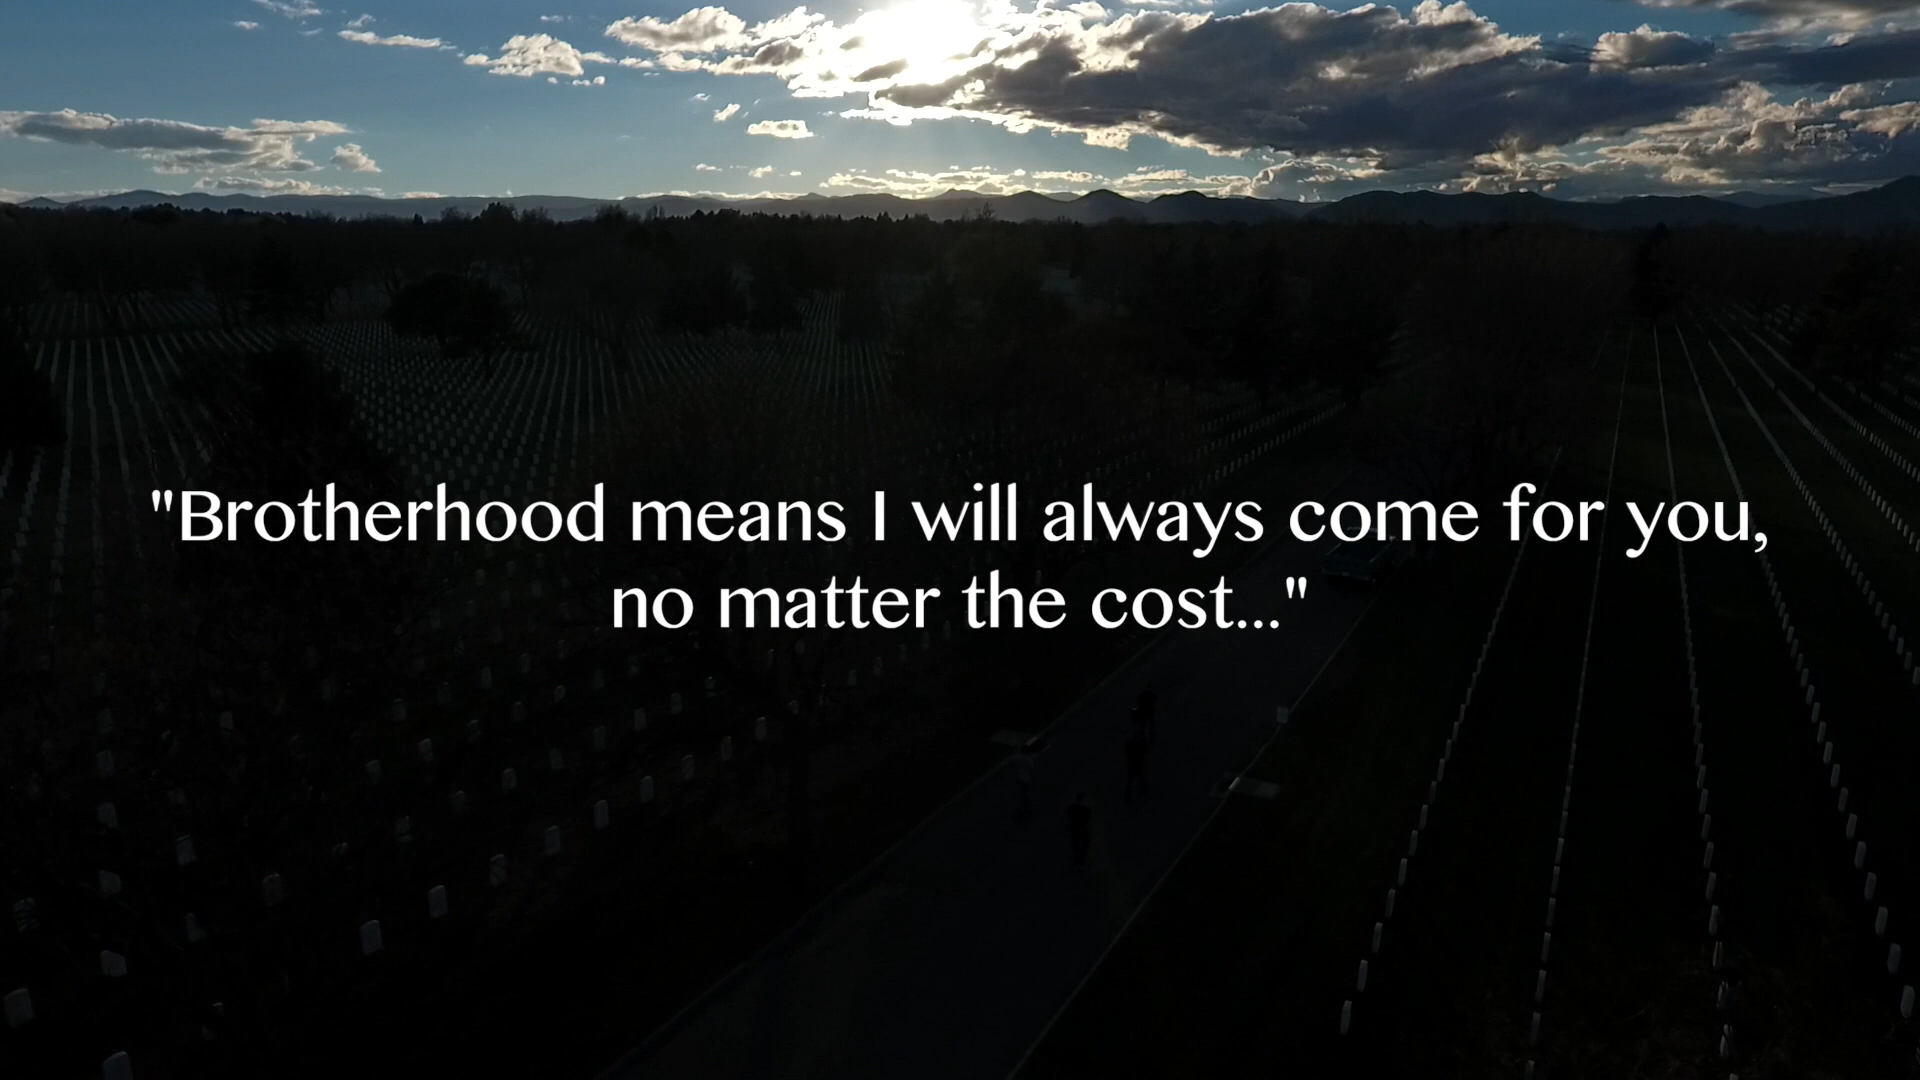 "Brotherhood means I will always come for you,
no matter the cost..."